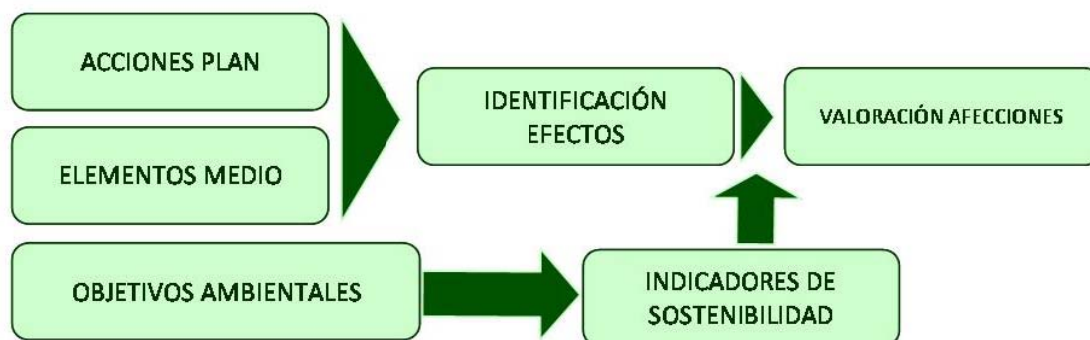 ACCIONES PLAN
ELEMENTOS MEDIO
IDENTIFICACIÓN
EFECTOS
VALORACIÓN AFECCIONES
OBJETIVOS AMBIENTALES
INDICADORES DE
SOSTENIBILIDAD